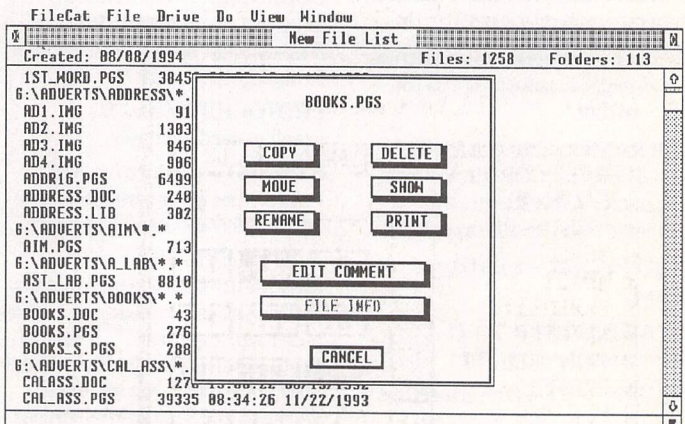 FileCat File Drive Do View Window
New File List
Created: 08/08/1994 Files: 1258 Folders: 113
1ST_WORD.PGS 3845
G:\ADVERTS\ADDRESS\*.
AD1.IMG 91
AD2.IMG 1303
AD3.IMG 846
AD4.IMG 906
ADDR16.PGS 6499
ADDRESS.DOC 240
ADDRESS.LIB 302
G:\ADVERTS\AIM\*.*
AIM.PGS 713
G:\ADVERTS\A_LAB\*.*
AST_LAB.PGS 8810
G:\ADVERTS\BOOKS\*.*
BOOKS.DOC 43
BOOKS.PGS 276
BOOKS_S.PGS 288
G:\ADVERTS\CAL_ASS\*.
CALASS.DOC 1270
CAL_ASS.PGS 39335 08:34:26 11/22/1993
BOOKS.PGS
COPY DELETE
MOVE SHOW
RENAME PRINT
EDIT COMMENT
FILE INFO
CANCEL